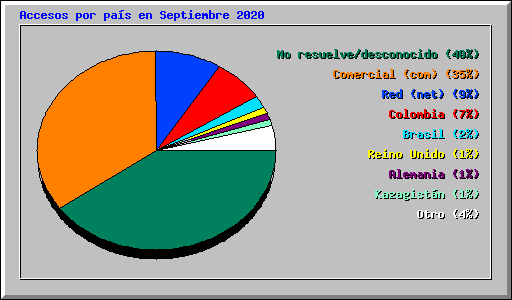 Accesos por país en Septiembre 2020
No resuelve/desconocido (40%)
Comercial (com) (35%)
Red (net) (9%)
Colombia (7%)
Brasil (2%)
Reino Unido (1%)
Alemania (1%)
Kazagistán (1%)
Otro (4%)